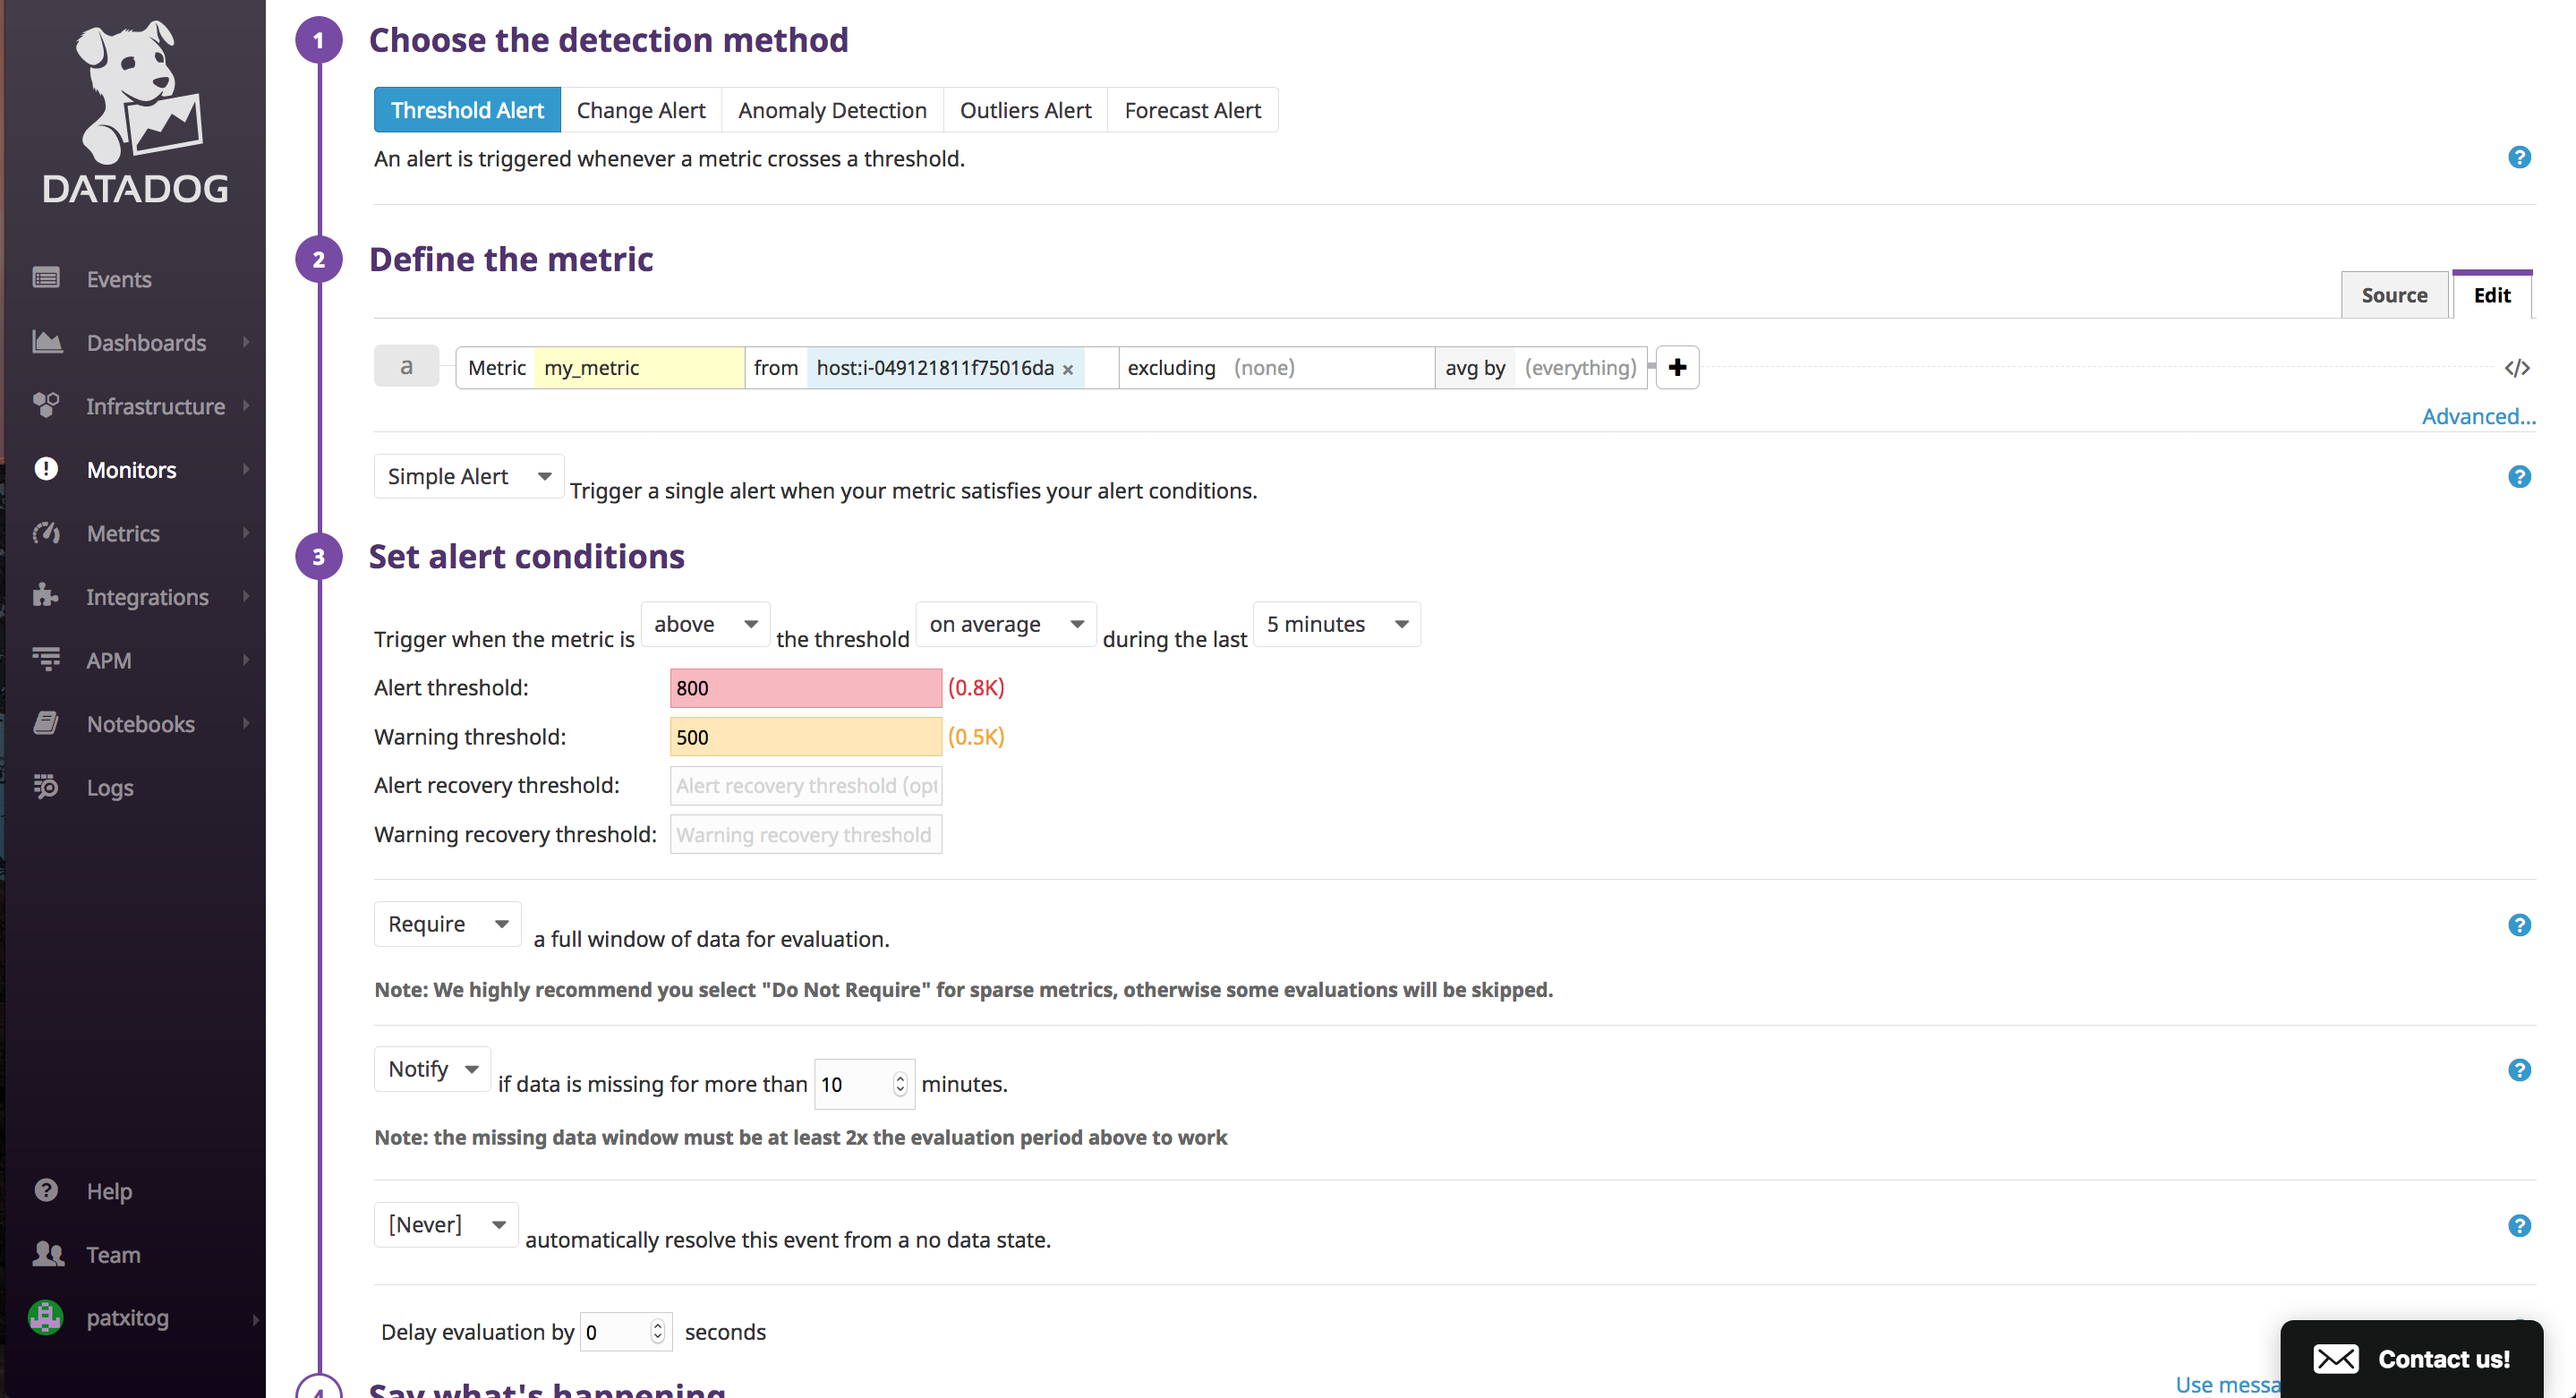 DATADOG
Events
Dashboards
Infrastructure
Monitors
Metrics
Integrations
APM
Notebooks
Logs
Help
Team
patxitog
1 Choose the detection method
Threshold Alert Change Alert Anomaly Detection Outliers Alert Forecast Alert
An alert is triggered whenever a metric crosses a threshold. ?
2 Define the metric
Source Edit
a Metric my_metric from host:i-049121811f75016da × excluding (none) avg by (everything) + </>
Advanced...
Simple Alert Trigger a single alert when your metric satisfies your alert conditions. ?
3 Set alert conditions
Trigger when the metric is above the threshold on average during the last 5 minutes
Alert threshold: 800 (0.8K)
Warning threshold: 500 (0.5K)
Alert recovery threshold: Alert recovery threshold (opt
Warning recovery threshold: Warning recovery threshold
Require a full window of data for evaluation. ?
Note: We highly recommend you select "Do Not Require" for sparse metrics, otherwise some evaluations will be skipped.
Notify if data is missing for more than 10 minutes. ?
Note: the missing data window must be at least 2x the evaluation period above to work
[Never] automatically resolve this event from a no data state. ?
Delay evaluation by 0 seconds
4 Say what's happening
Use messa
Contact us!